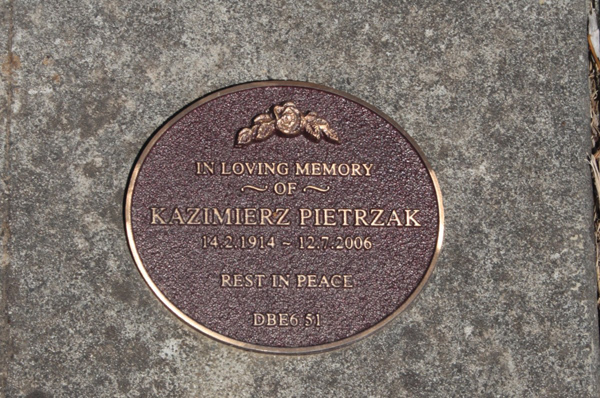 IN LOVING MEMORY
~ OF ~
KAZIMIERZ PIETRZAK
14.2.1914 ~ 12.7.2006
REST IN PEACE
DBE6.51